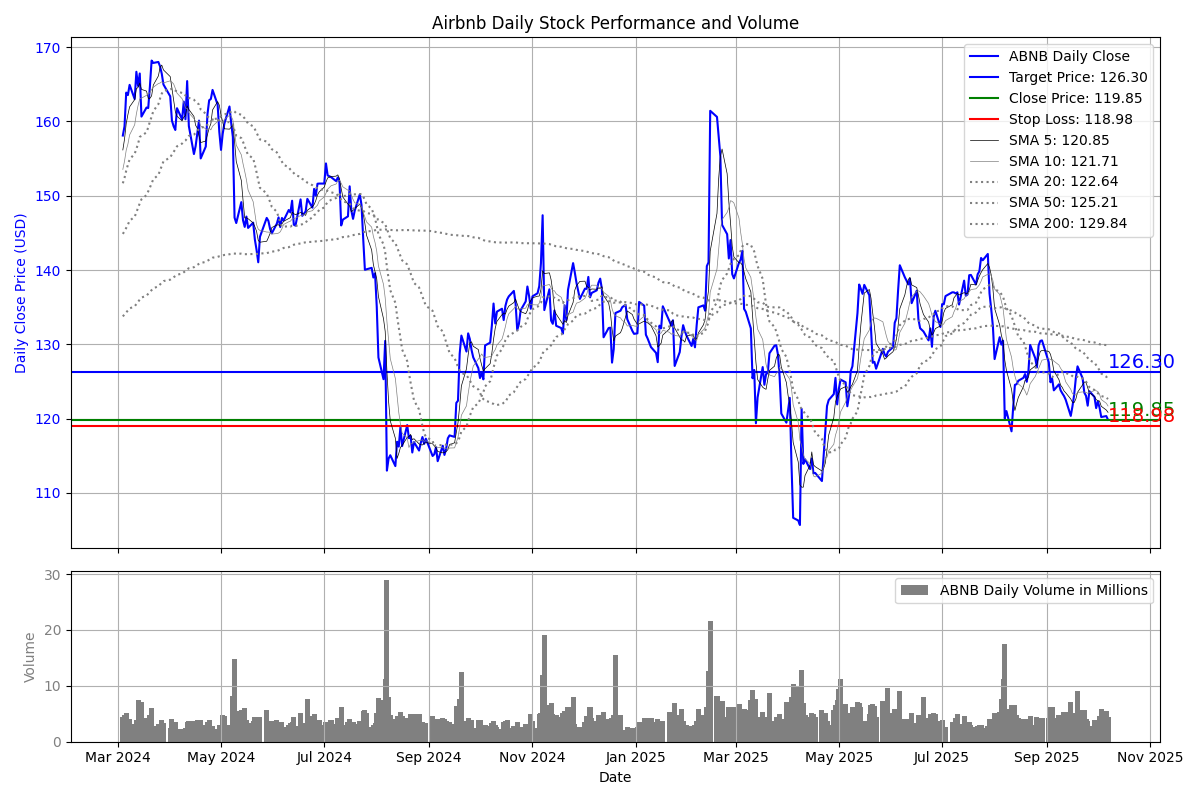 Airbnb Daily Stock Performance and Volume
170
160
150
140
130
120
110
Daily Close Price (USD)
ABNB Daily Close
Target Price: 126.30
Close Price: 119.85
Stop Loss: 118.98
SMA 5: 120.85
SMA 10: 121.71
SMA 20: 122.64
SMA 50: 125.21
SMA 200: 129.84
126.30
119.85
118.98
30
20
10
0
Volume
ABNB Daily Volume in Millions
Mar 2024 May 2024 Jul 2024 Sep 2024 Nov 2024 Jan 2025 Mar 2025 May 2025 Jul 2025 Sep 2025 Nov 2025
Date